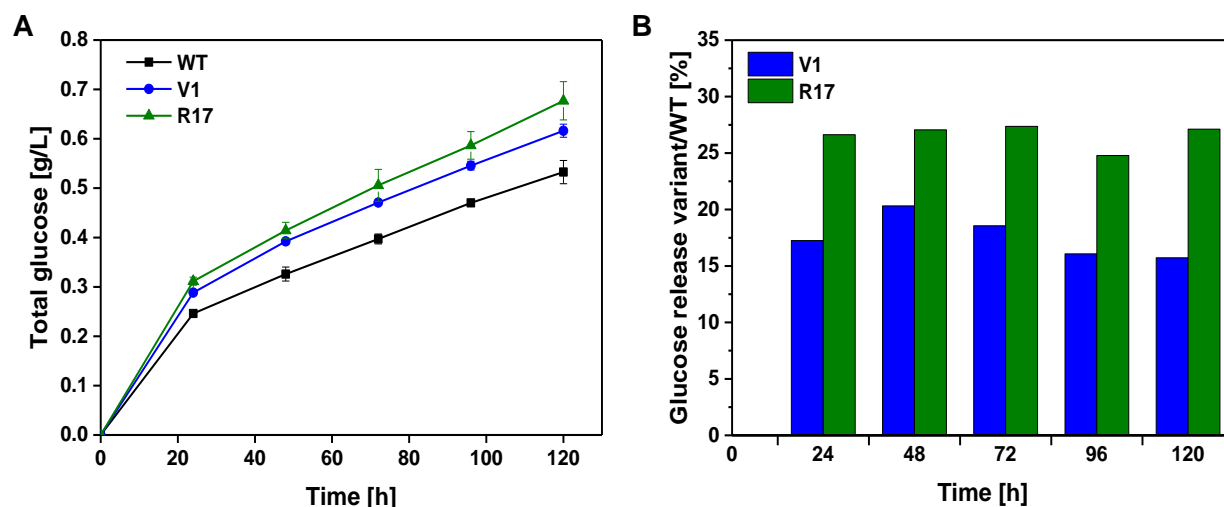 A
Total glucose [g/L]
0.8
0.7
0.6
0.5
0.4
0.3
0.2
0.1
0.0
WT
V1
R17
0 20 40 60 80 100 120
Time [h]
B
Glucose release variant/WT [%]
35
30
25
20
15
10
5
0
V1
R17
0 24 48 72 96 120
Time [h]